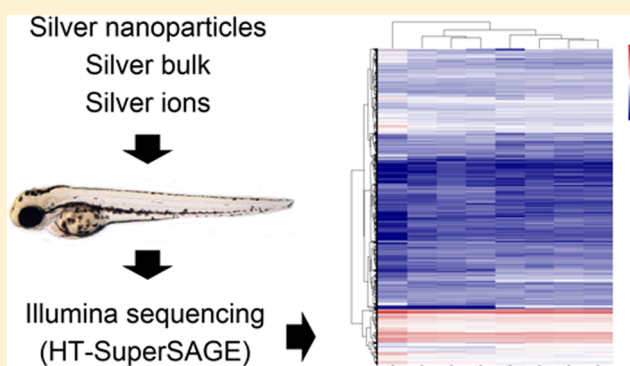 Silver nanoparticles
Silver bulk
Silver ions
Illumina sequencing
(HT-SuperSAGE)